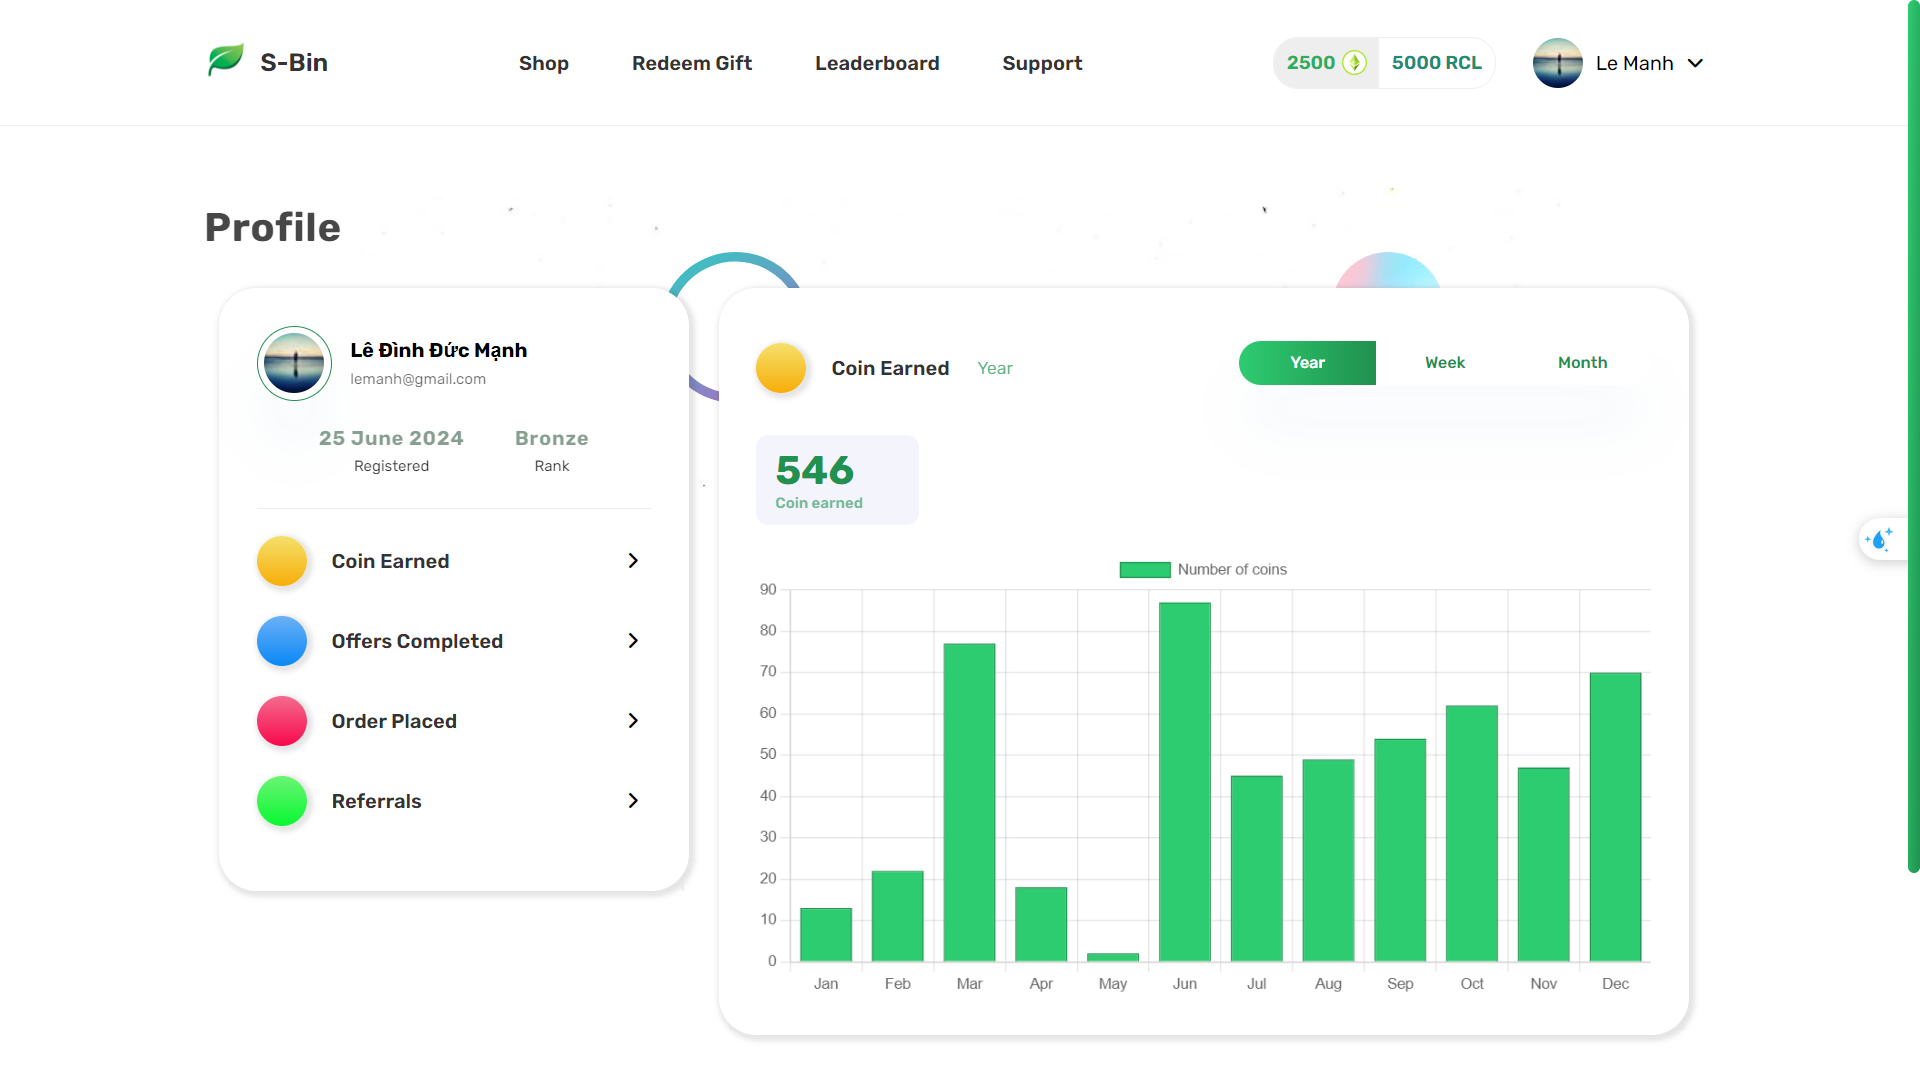 S-Bin
Shop
Redeem Gift
Leaderboard
Support
2500
5000 RCL
Le Manh
Profile
Lê Đình Đức Mạnh
lemanh@gmail.com
25 June 2024
Registered
Bronze
Rank
Coin Earned
Offers Completed
Order Placed
Referrals
Coin Earned Year
Year
Week
Month
546
Coin earned
Number of coins
90
80
70
60
50
40
30
20
10
0
Jan Feb Mar Apr May Jun Jul Aug Sep Oct Nov Dec